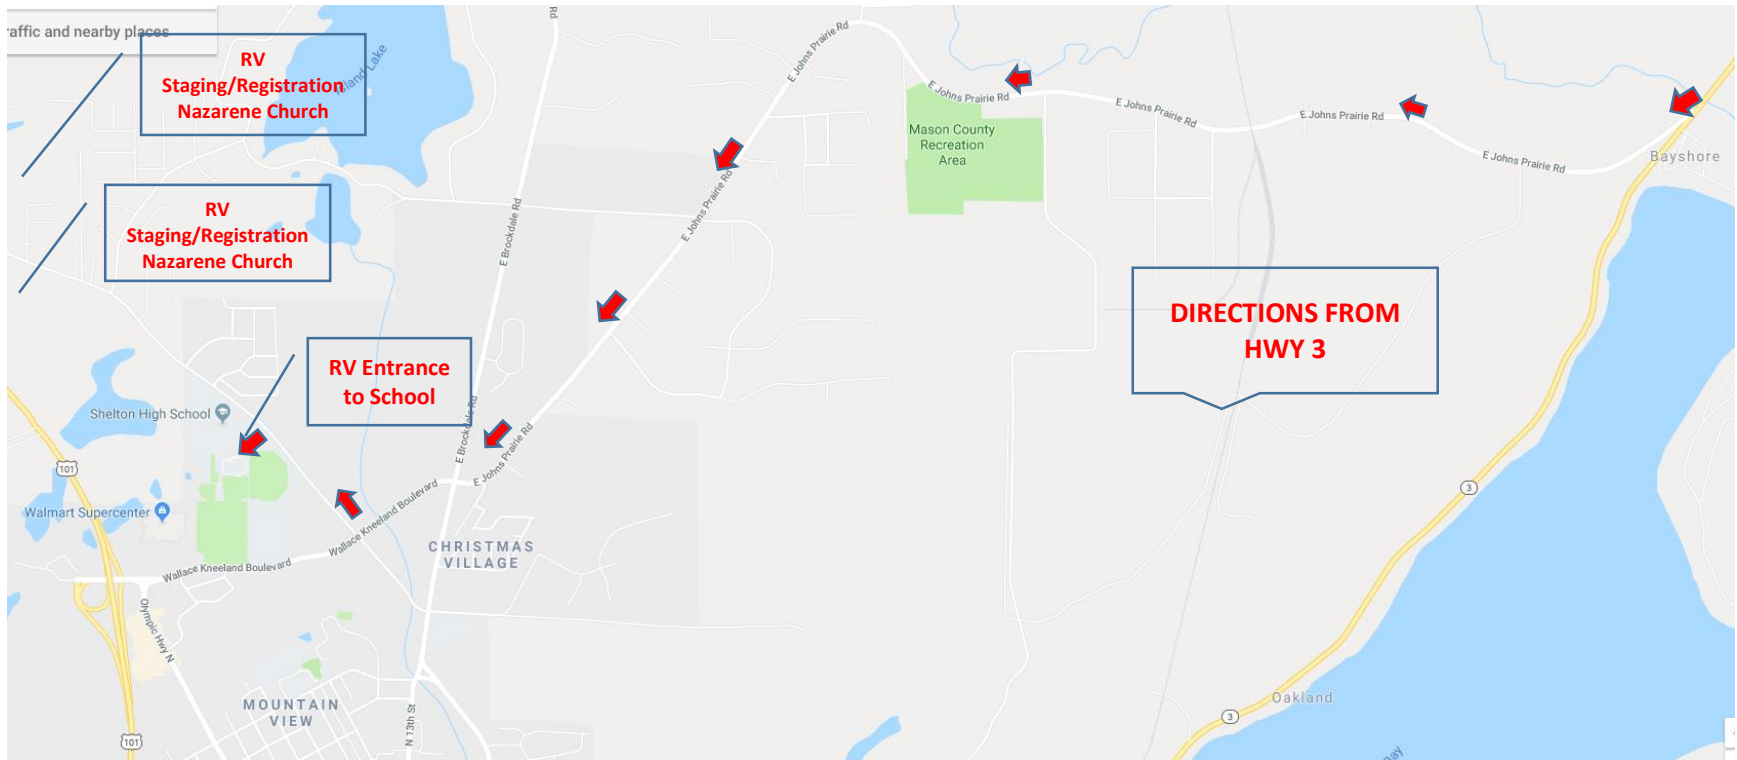 raffic and nearby places
RV
Staging/Registration
Nazarene Church
Island Lake
RV
Staging/Registration
Nazarene Church
Rd
E Johns Prairie Rd
E Johns Prairie Rd
E Johns Prairie Rd
E Johns Prairie Rd
E Johns Prairie Rd
Bayshore
Mason County
Recreation
Area
E Johns Prairie Rd
E Brockdale Rd
DIRECTIONS FROM
HWY 3
RV Entrance
to School
Shelton High School
E Brockdale Rd
E Johns Prairie Rd
101
Walmart Supercenter
Wallace Kneeland Boulevard
3
CHRISTMAS
VILLAGE
Wallace Kneeland Boulevard
Olympic Hwy N
MOUNTAIN
VIEW
N 13th St
101
Oakland
3